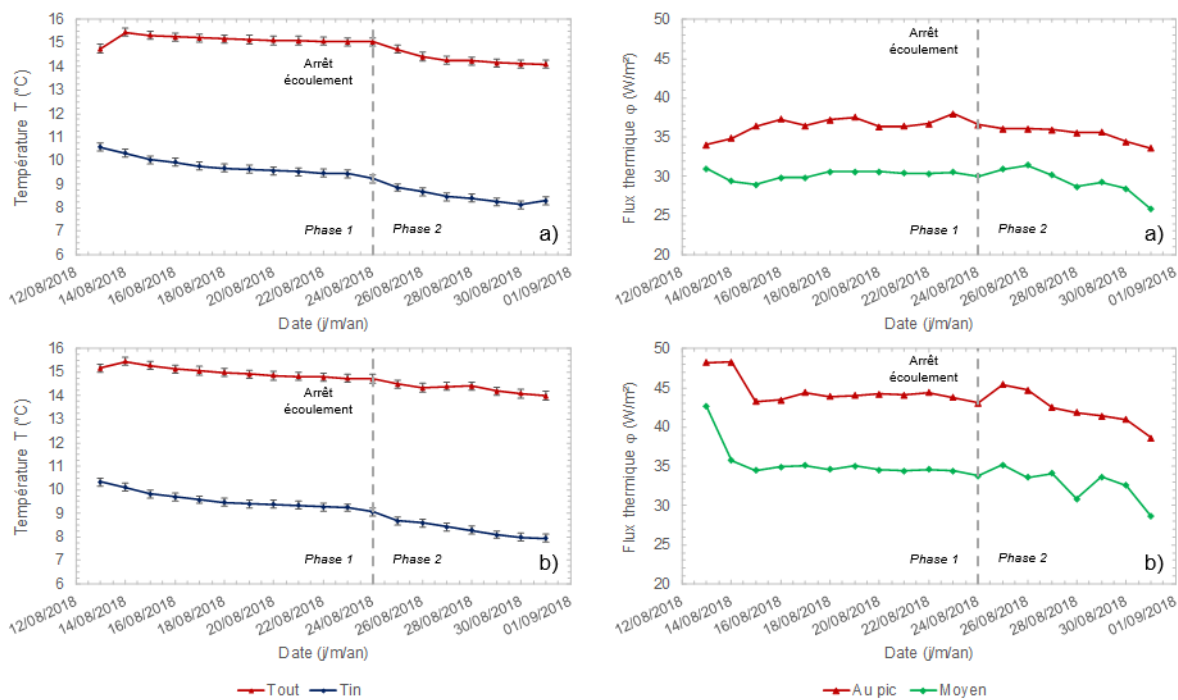 Température T (°C)
16
15
14
13
12
11
10
9
8
7
6
Arrêt
écoulement
Phase 1
Phase 2
a)
12/08/2018
14/08/2018
16/08/2018
18/08/2018
20/08/2018
22/08/2018
24/08/2018
26/08/2018
28/08/2018
30/08/2018
01/09/2018
Date (j/m/an)
Flux thermique φ (W/m²)
50
45
40
35
30
25
20
Arrêt
écoulement
Phase 1
Phase 2
a)
12/08/2018
14/08/2018
16/08/2018
18/08/2018
20/08/2018
22/08/2018
24/08/2018
26/08/2018
28/08/2018
30/08/2018
01/09/2018
Date (j/m/an)
Température T (°C)
16
15
14
13
12
11
10
9
8
7
6
Arrêt
écoulement
Phase 1
Phase 2
b)
12/08/2018
14/08/2018
16/08/2018
18/08/2018
20/08/2018
22/08/2018
24/08/2018
26/08/2018
28/08/2018
30/08/2018
01/09/2018
Date (j/m/an)
Tout
Tin
Flux thermique φ (W/m²)
50
45
40
35
30
25
20
Arrêt
écoulement
Phase 1
Phase 2
b)
12/08/2018
14/08/2018
16/08/2018
18/08/2018
20/08/2018
22/08/2018
24/08/2018
26/08/2018
28/08/2018
30/08/2018
01/09/2018
Date (j/m/an)
Au pic
Moyen